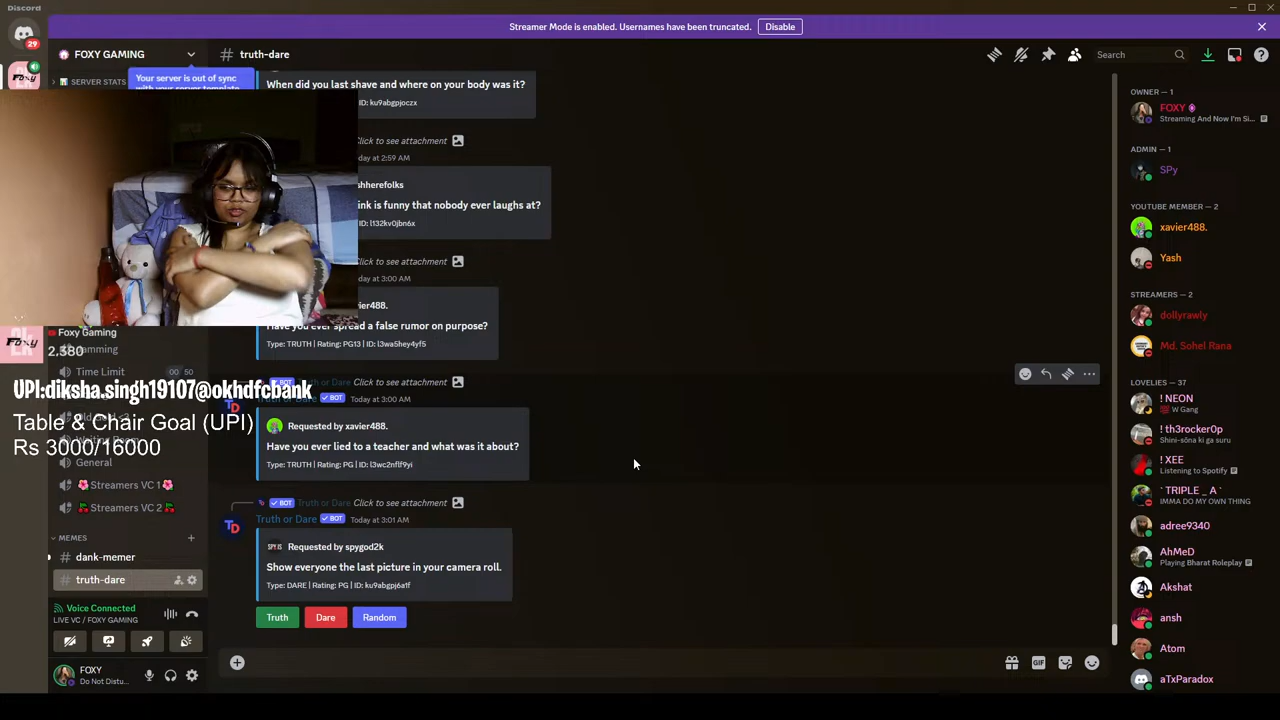 Discord
Streamer Mode is enabled. Usernames have been truncated.
Disable
29
FOXY GAMING
truth-dare
Search
SERVER STATS
Your server is out of sync
with your server template
When did you last shave and where on your body was it?
ID: ku9abgpjoczx
Click to see attachment
day at 2:59 AM
shherefolks
ink is funny that nobody ever laughs at?
ID: l132kv0jbn6x
Click to see attachment
day at 3:00 AM
ier488.
Have you ever spread a false rumor on purpose?
Type: TRUTH | Rating: PG13 | ID: l3wa5hey4yf5
BOT Truth or Dare Click to see attachment
Truth or Dare BOT Today at 3:00 AM
Requested by xavier488.
Have you ever lied to a teacher and what was it about?
Type: TRUTH | Rating: PG | ID: l3wc2nflf9yi
BOT Truth or Dare Click to see attachment
Truth or Dare BOT Today at 3:01 AM
Requested by spygod2k
Show everyone the last picture in your camera roll.
Type: DARE | Rating: PG | ID: ku9abgpj6a1f
Truth
Dare
Random
Foxy
Foxy Gaming
2,380
Time Limit
00 50
UPI:diksha.singh19107@okhdfcbank
Table & Chair Goal (UPI)
Rs 3000/16000
General
Streamers VC 1
Streamers VC 2
MEMES
dank-memer
truth-dare
Voice Connected
LIVE VC / FOXY GAMING
FOXY
Do Not Distu...
GIF
OWNER — 1
FOXY
Streaming And Now I'm Si...
ADMIN — 1
SPy
YOUTUBE MEMBER — 2
xavier488.
Yash
STREAMERS — 2
dollyrawly
Md. Sohel Rana
LOVELIES — 37
! NEON
W Gang
! th3rocker0p
Shini-sōna ki ga suru
! XEE
Listening to Spotify
` TRIPLE _ A `
IMMA DO MY OWN THING
adree9340
AhMeD
Playing Bharat Roleplay
Akshat
ansh
Atom
aTxParadox